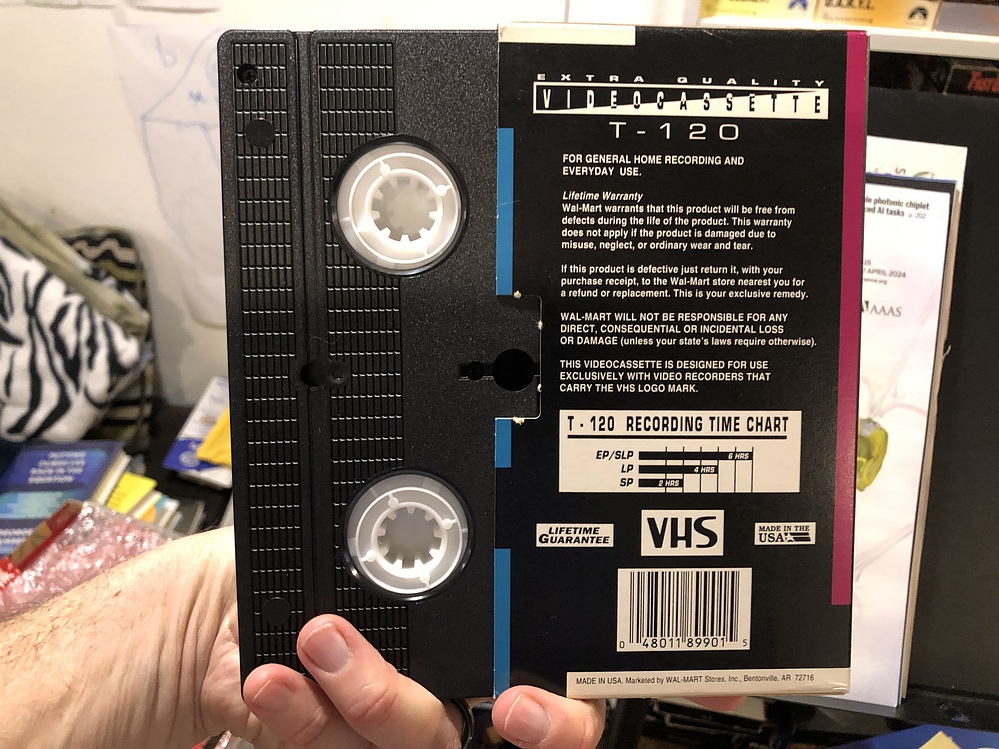 EXTRA QUALITY
VIDEOCASSETTE
T-120
FOR GENERAL HOME RECORDING AND
EVERYDAY USE.
Lifetime Warranty
Wal-Mart warrants that this product will be free from
defects during the life of the product. This warranty
does not apply if the product is damaged due to
misuse, neglect, or ordinary wear and tear.
If this product is defective just return it, with your
purchase receipt, to the Wal-Mart store nearest you for
a refund or replacement. This is your exclusive remedy.
WAL-MART WILL NOT BE RESPONSIBLE FOR ANY
DIRECT, CONSEQUENTIAL OR INCIDENTAL LOSS
OR DAMAGE (unless your state's laws require otherwise).
THIS VIDEOCASSETTE IS DESIGNED FOR USE
EXCLUSIVELY WITH VIDEO RECORDERS THAT
CARRY THE VHS LOGO MARK.
T - 120 RECORDING TIME CHART
EP/SLP 6 HRS
LP 4 HRS
SP 2 HRS
LIFETIME
GUARANTEE
VHS
MADE IN THE
USA
0 48011 89901 5
MADE IN USA. Marketed by WAL-MART Stores, Inc., Bentonville, AR 72716
photonic chiplet
AI tasks p. 202
APRIL 2024
AAAS